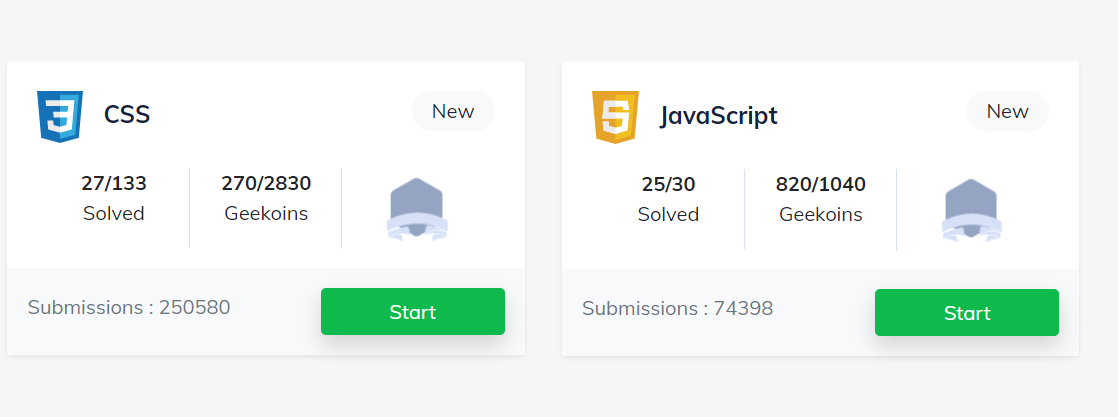 CSS
New
27/133
Solved
270/2830
Geekoins
Submissions : 250580
Start
JavaScript
New
25/30
Solved
820/1040
Geekoins
Submissions : 74398
Start